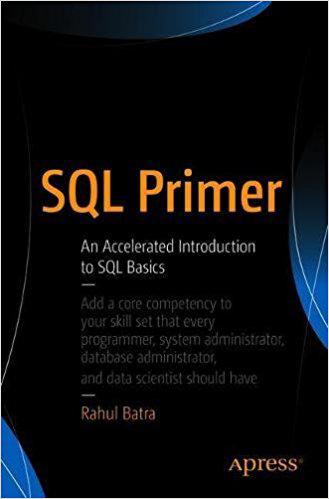 SQL Primer
An Accelerated Introduction
to SQL Basics
—
Add a core competency to
your skill set that every
programmer, system administrator,
database administrator,
and data scientist should have
—
Rahul Batra
Apress®